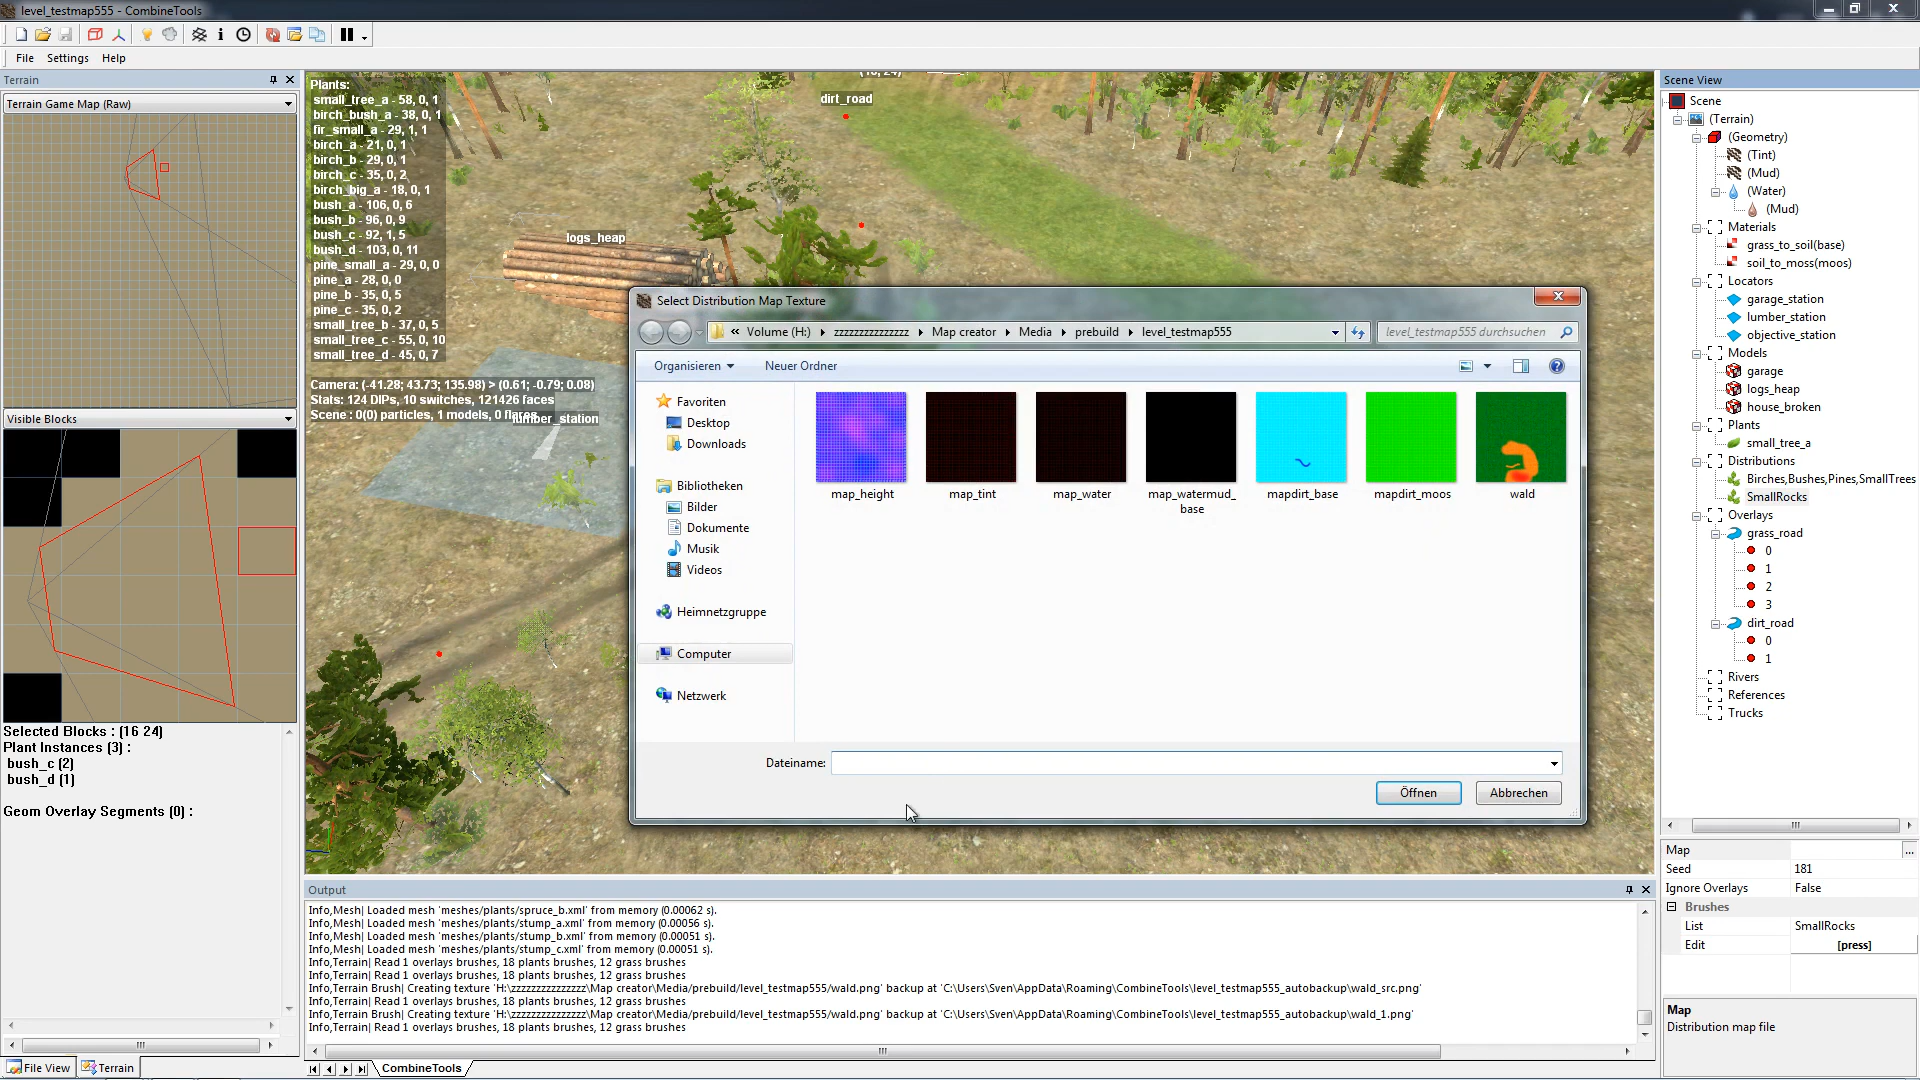 level_testmap555 - CombineTools
File Settings Help
Terrain
Terrain Game Map (Raw)
Visible Blocks
Selected Blocks : (16 24)
Plant Instances (3) :
bush_c (2)
bush_d (1)
Geom Overlay Segments (0) :
File View
Terrain
Plants:
small_tree_a - 58, 0, 1
birch_bush_a - 38, 0, 1
fir_small_a - 29, 1, 1
birch_a - 21, 0, 1
birch_b - 29, 0, 1
birch_c - 35, 0, 2
birch_big_a - 18, 0, 1
bush_a - 106, 0, 6
bush_b - 96, 0, 9
bush_c - 92, 1, 5
bush_d - 103, 0, 11
pine_small_a - 29, 0, 0
pine_a - 28, 0, 0
pine_b - 35, 0, 5
pine_c - 35, 0, 2
small_tree_b - 37, 0, 5
small_tree_c - 55, 0, 10
small_tree_d - 45, 0, 7
Camera: (-41.28; 43.73; 135.98) > (0.61; -0.79; 0.08)
Stats: 124 DIPs, 10 switches, 121426 faces
Scene: 0(0) particles, 1 models, 0 flares
lumber_station
(16, 24)
dirt_road
logs_heap
Select Distribution Map Texture
« Volume (H:) zzzzzzzzzzzzzzz Map creator Media prebuild level_testmap555
level_testmap555 durchsuchen
Organisieren Neuer Ordner
Favoriten
Desktop
Downloads
Bibliotheken
Bilder
Dokumente
Musik
Videos
Heimnetzgruppe
Computer
Netzwerk
map_height map_tint map_water map_watermud_base mapdirt_base mapdirt_moos wald
Dateiname:
Öffnen Abbrechen
Output
Info,Mesh| Loaded mesh 'meshes/plants/spruce_b.xml' from memory (0.00062 s).
Info,Mesh| Loaded mesh 'meshes/plants/stump_a.xml' from memory (0.00056 s).
Info,Mesh| Loaded mesh 'meshes/plants/stump_b.xml' from memory (0.00051 s).
Info,Mesh| Loaded mesh 'meshes/plants/stump_c.xml' from memory (0.00051 s).
Info,Terrain| Read 1 overlays brushes, 18 plants brushes, 12 grass brushes
Info,Terrain| Read 1 overlays brushes, 18 plants brushes, 12 grass brushes
Info,Terrain Brush| Creating texture 'H:\zzzzzzzzzzzzzzz\Map creator\Media/prebuild/level_testmap555/wald.png' backup at 'C:\Users\Sven\AppData\Roaming\CombineTools\level_testmap555_autobackup\wald_src.png'
Info,Terrain| Read 1 overlays brushes, 18 plants brushes, 12 grass brushes
Info,Terrain Brush| Creating texture 'H:\zzzzzzzzzzzzzzz\Map creator\Media/prebuild/level_testmap555/wald.png' backup at 'C:\Users\Sven\AppData\Roaming\CombineTools\level_testmap555_autobackup\wald_1.png'
Info,Terrain| Read 1 overlays brushes, 18 plants brushes, 12 grass brushes
CombineTools
Scene View
Scene
(Terrain)
(Geometry)
(Tint)
(Mud)
(Water)
(Mud)
Materials
grass_to_soil(base)
soil_to_moss(moos)
Locators
garage_station
lumber_station
objective_station
Models
garage
logs_heap
house_broken
Plants
small_tree_a
Distributions
Birches,Bushes,Pines,SmallTrees
SmallRocks
Overlays
grass_road
0
1
2
3
dirt_road
0
1
Rivers
References
Trucks
Map ...
Seed 181
Ignore Overlays False
Brushes
List SmallRocks
Edit [press]
Map
Distribution map file